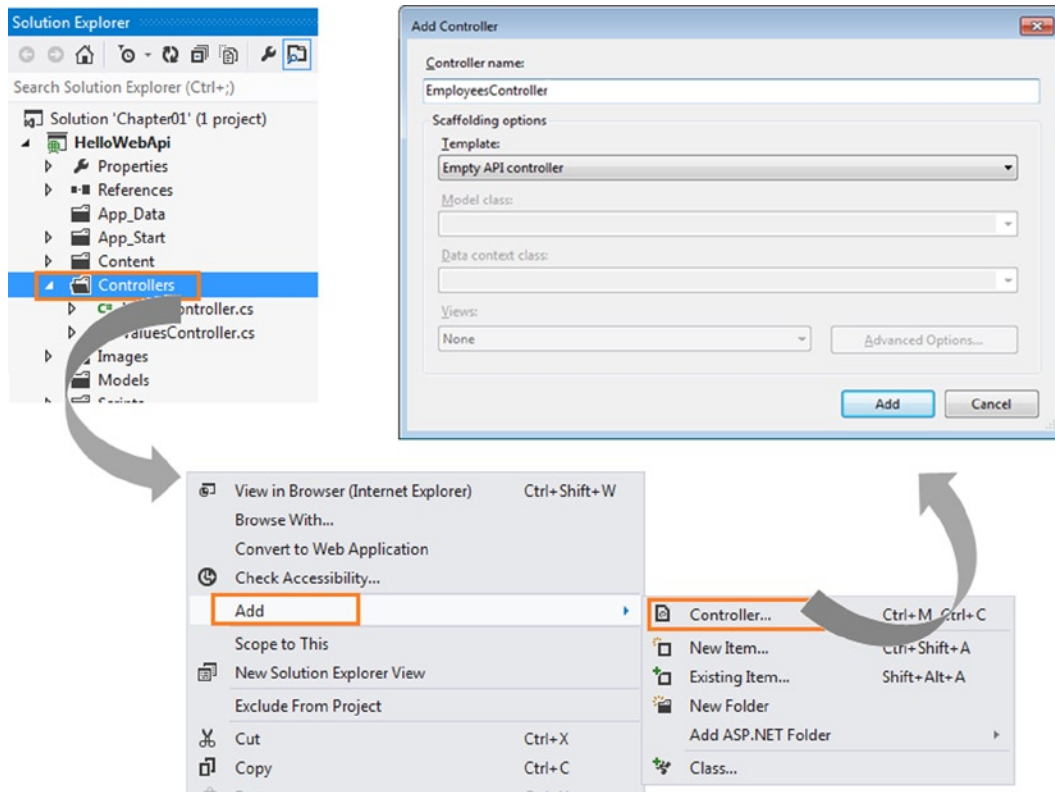 Solution Explorer
Search Solution Explorer (Ctrl+;)
Solution 'Chapter01' (1 project)
HelloWebApi
Properties
References
App_Data
App_Start
Content
Controllers
ntroller.cs
aluesController.cs
Images
Models
Add Controller
Controller name:
EmployeesController
Scaffolding options
Template:
Empty API controller
Model class:
Data context class:
Views:
None
Advanced Options...
Add Cancel
View in Browser (Internet Explorer) Ctrl+Shift+W
Browse With...
Convert to Web Application
Check Accessibility...
Add
Scope to This
New Solution Explorer View
Exclude From Project
Cut Ctrl+X
Copy Ctrl+C
Controller... Ctrl+M, Ctrl+C
New Item... Ctrl+Shift+A
Existing Item... Shift+Alt+A
New Folder
Add ASP.NET Folder
Class...